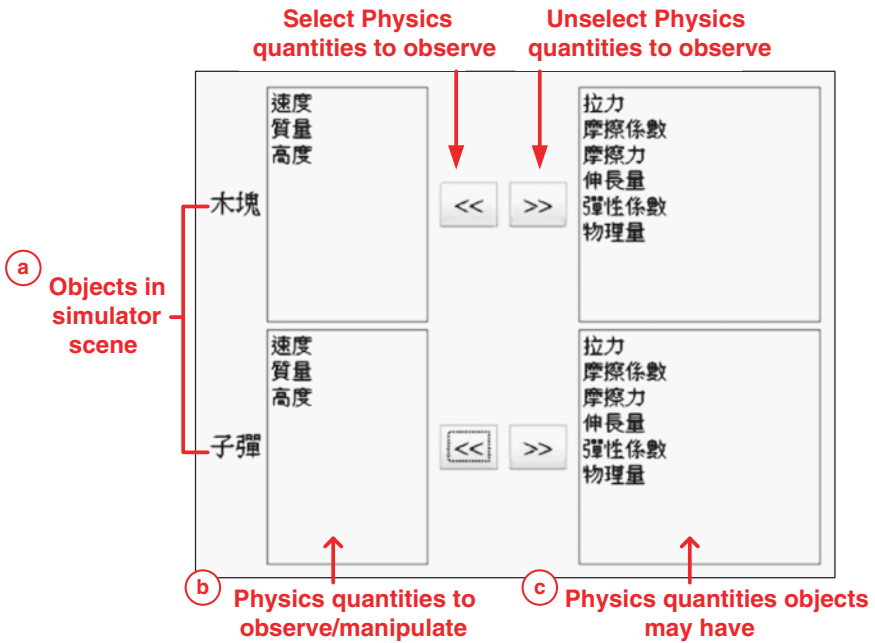 Select Physics
quantities to observe
Unselect Physics
quantities to observe
速度
質量
高度
木塊
<<
>>
拉力
摩擦係數
摩擦力
伸長量
彈性係數
物理量
a
Objects in
simulator
scene
速度
質量
高度
子彈
<<
>>
拉力
摩擦係數
摩擦力
伸長量
彈性係數
物理量
b
Physics quantities to
observe/manipulate
c
Physics quantities objects
may have